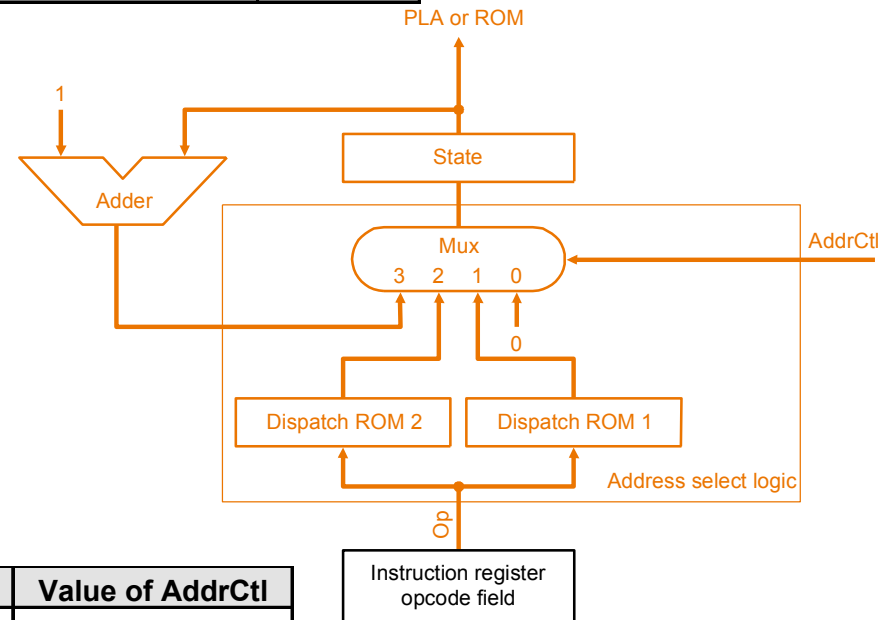 PLA or ROM
1
State
Adder
Mux
AddrCtl
3 2 1 0
0
Dispatch ROM 2
Dispatch ROM 1
Address select logic
Op
Instruction register
opcode field
Value of AddrCtl